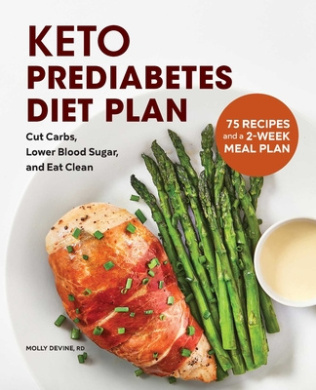 KETO
PREDIABETES
DIET PLAN
Cut Carbs,
Lower Blood Sugar,
and Eat Clean
75 RECIPES
and a 2-WEEK
MEAL PLAN
MOLLY DEVINE, RD